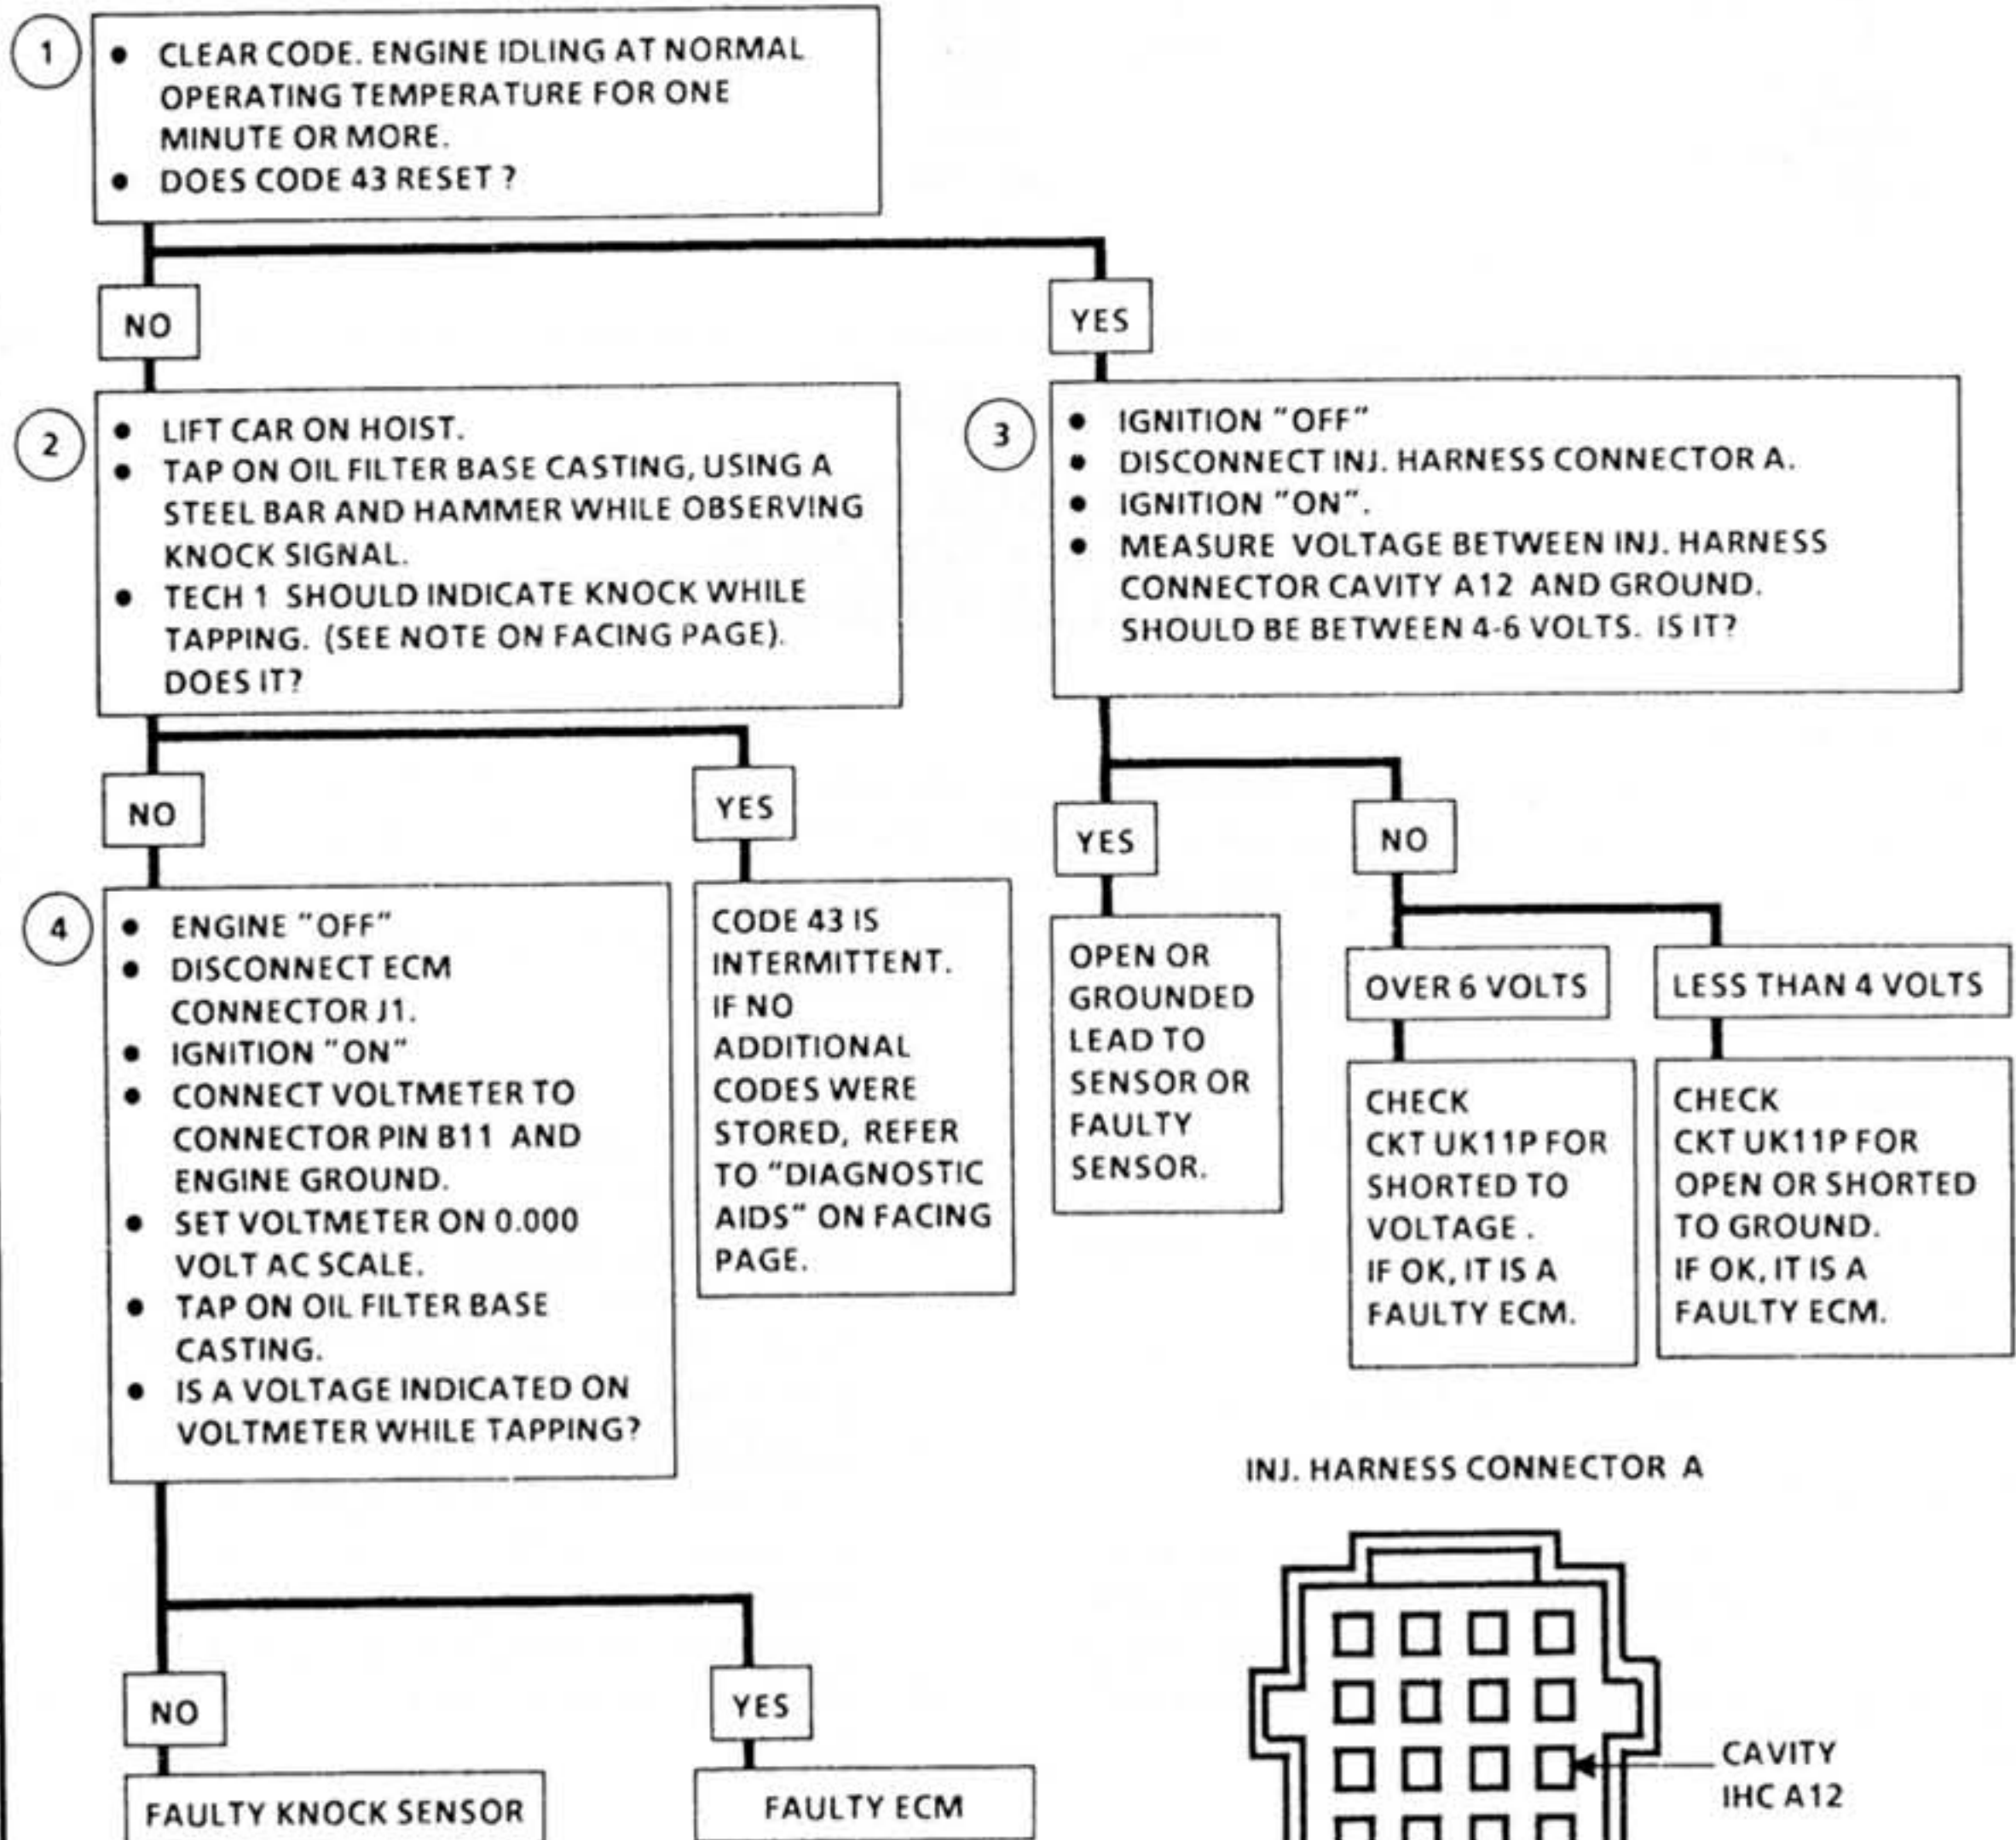 1
• CLEAR CODE. ENGINE IDLING AT NORMAL
OPERATING TEMPERATURE FOR ONE
MINUTE OR MORE.
• DOES CODE 43 RESET ?
NO
YES
2
• LIFT CAR ON HOIST.
• TAP ON OIL FILTER BASE CASTING, USING A
STEEL BAR AND HAMMER WHILE OBSERVING
KNOCK SIGNAL.
• TECH 1 SHOULD INDICATE KNOCK WHILE
TAPPING. (SEE NOTE ON FACING PAGE).
DOES IT?
3
• IGNITION "OFF"
• DISCONNECT INJ. HARNESS CONNECTOR A.
• IGNITION "ON".
• MEASURE VOLTAGE BETWEEN INJ. HARNESS
CONNECTOR CAVITY A12 AND GROUND.
SHOULD BE BETWEEN 4-6 VOLTS. IS IT?
NO
YES
YES
NO
4
• ENGINE "OFF"
• DISCONNECT ECM
CONNECTOR J1.
• IGNITION "ON"
• CONNECT VOLTMETER TO
CONNECTOR PIN B11 AND
ENGINE GROUND.
• SET VOLTMETER ON 0.000
VOLT AC SCALE.
• TAP ON OIL FILTER BASE
CASTING.
• IS A VOLTAGE INDICATED ON
VOLTMETER WHILE TAPPING?
CODE 43 IS
INTERMITTENT.
IF NO
ADDITIONAL
CODES WERE
STORED, REFER
TO "DIAGNOSTIC
AIDS" ON FACING
PAGE.
OPEN OR
GROUNDED
LEAD TO
SENSOR OR
FAULTY
SENSOR.
OVER 6 VOLTS
LESS THAN 4 VOLTS
CHECK
CKT UK11P FOR
SHORTED TO
VOLTAGE .
IF OK, IT IS A
FAULTY ECM.
CHECK
CKT UK11P FOR
OPEN OR SHORTED
TO GROUND.
IF OK, IT IS A
FAULTY ECM.
INJ. HARNESS CONNECTOR A
NO
YES
FAULTY KNOCK SENSOR
FAULTY ECM
CAVITY
IHC A12